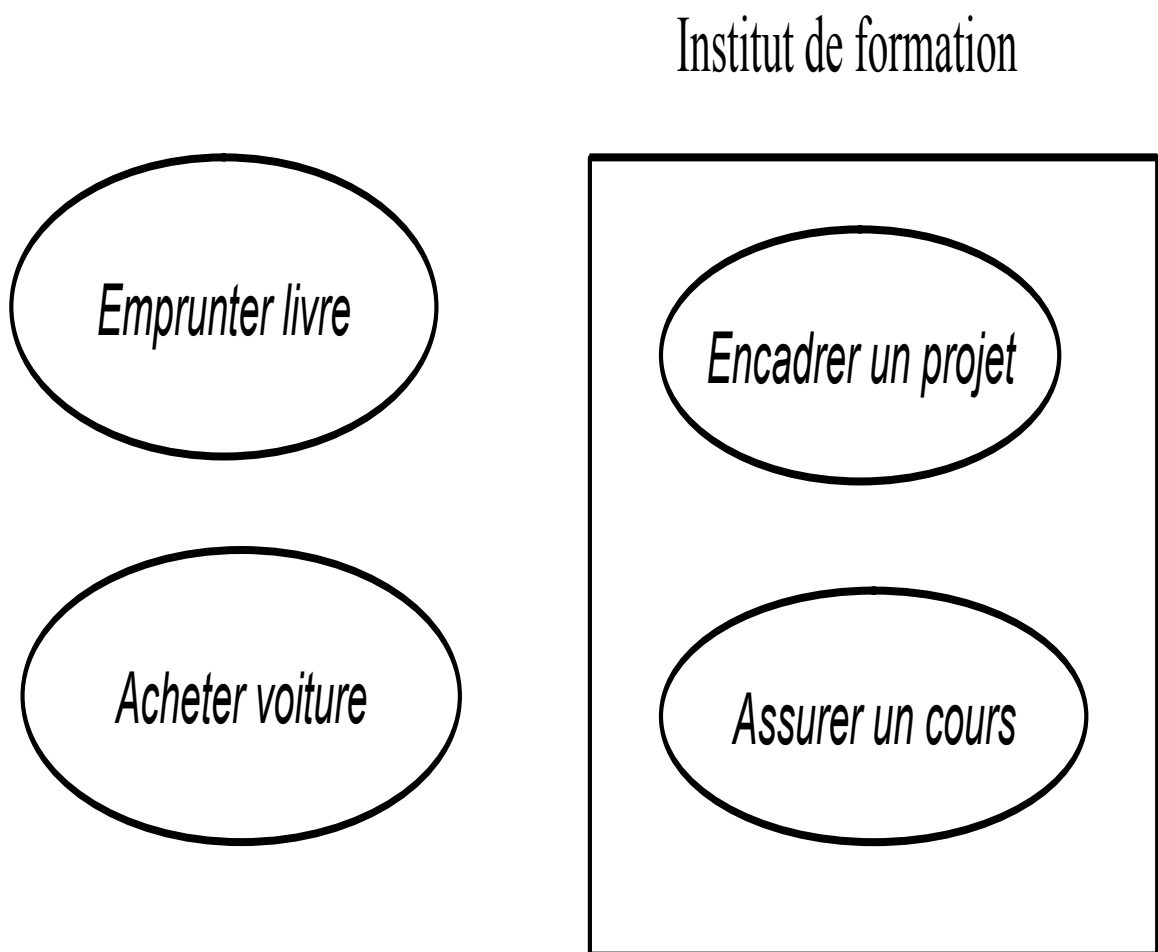 Institut de formation
Emprunter livre
Encadrer un projet
Acheter voiture
Assurer un cours